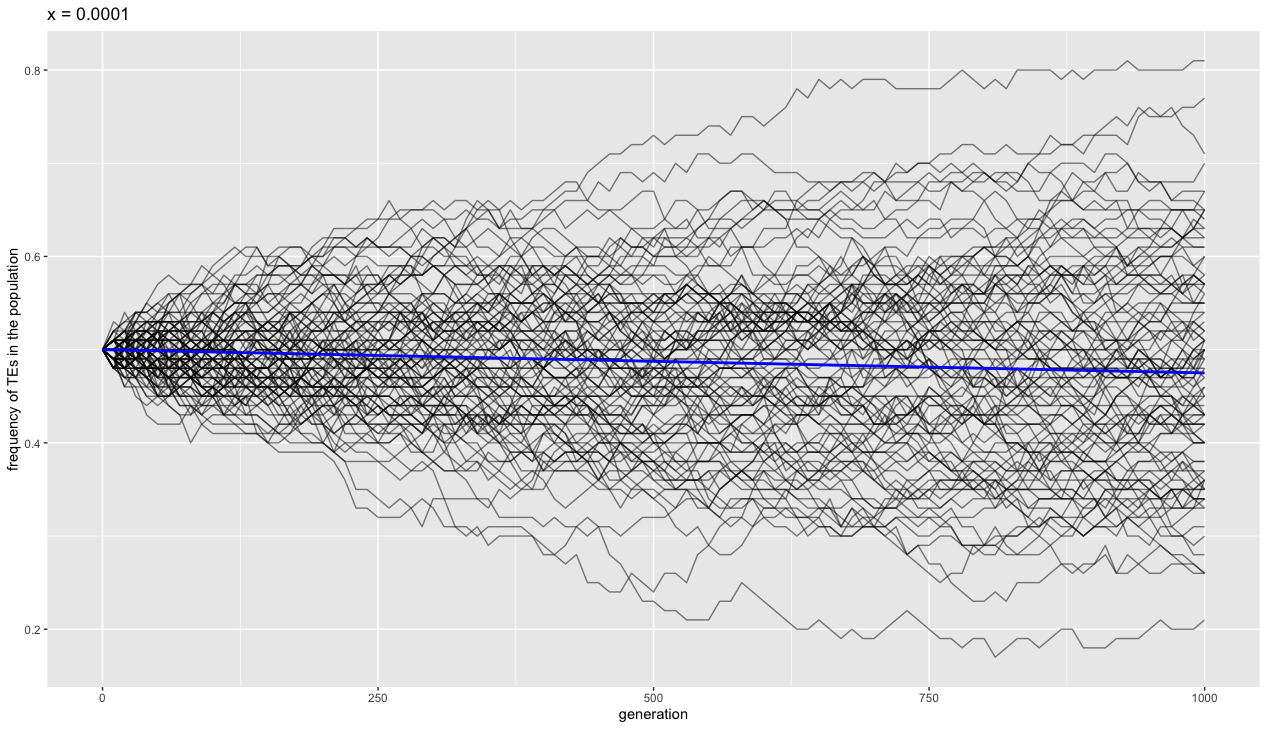 x = 0.0001
frequency of TEs in the population
0.8
0.6
0.4
0.2
0 250 500 750 1000
generation